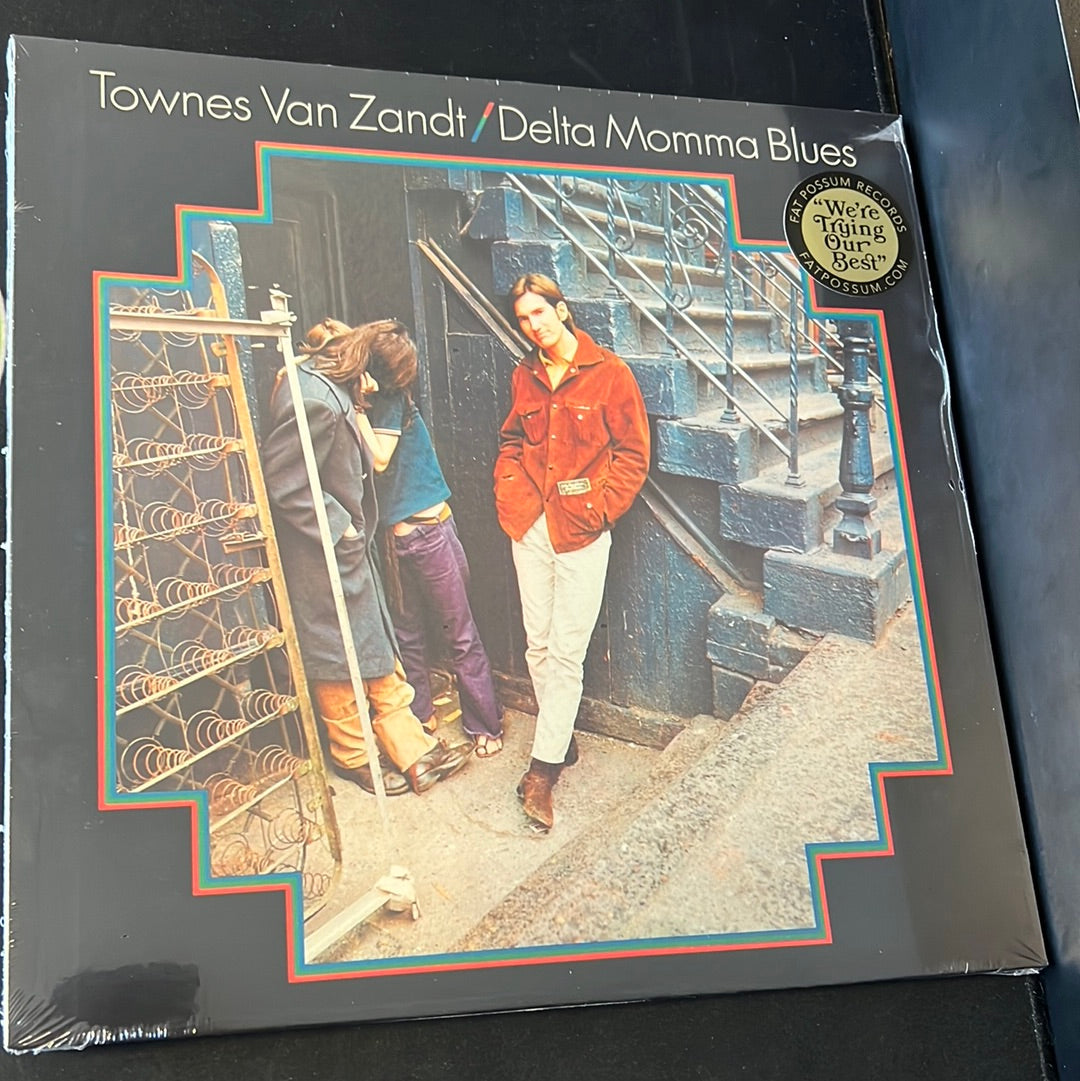 Townes Van Zandt / Delta Momma Blues
FAT POSSUM RECORDS
"We're
Trying
Our
Best"
FATPOSSUM.COM